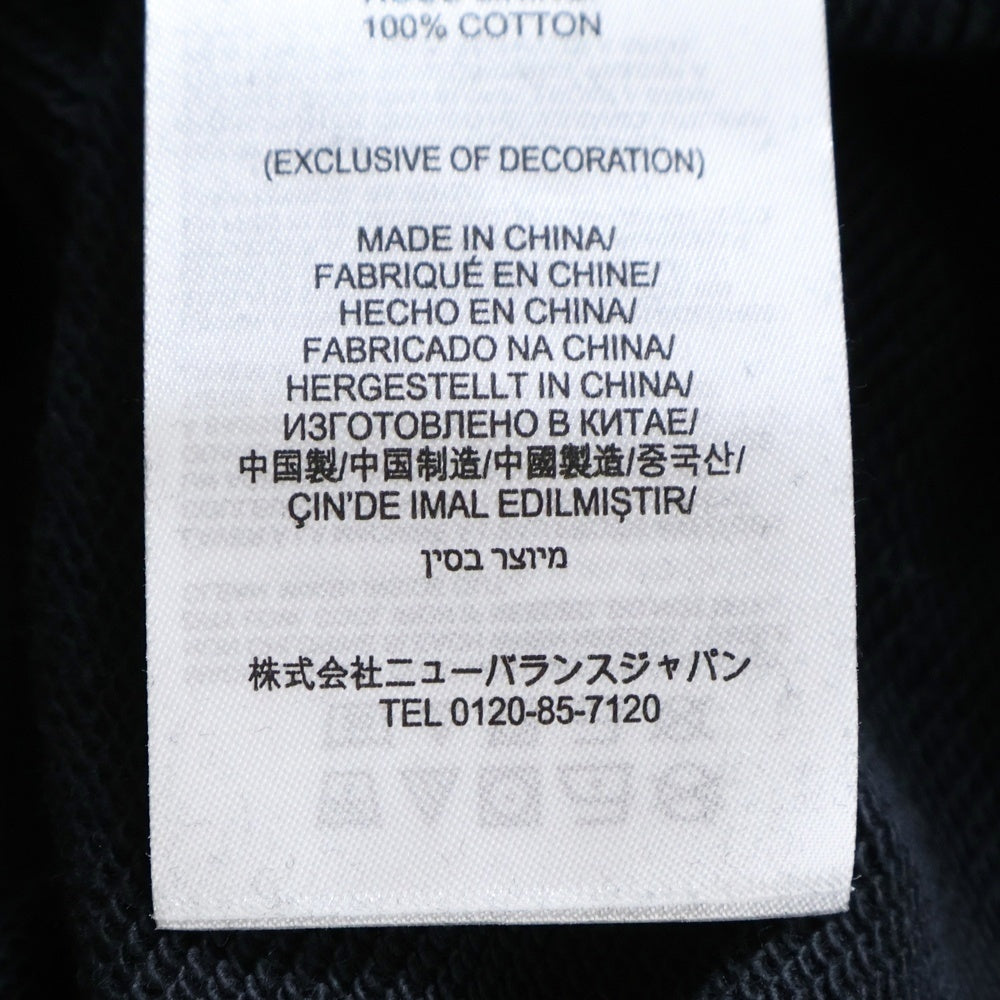 100% COTTON
(EXCLUSIVE OF DECORATION)
MADE IN CHINA/
FABRIQUÉ EN CHINE/
HECHO EN CHINA/
FABRICADO NA CHINA/
HERGESTELLT IN CHINA/
ИЗГОТОВЛЕНО В КИТАЕ/
中国製/中国制造/中國製造/중국산/
ÇIN'DE IMAL EDILMIŞTIR/
מיוצר בסין
株式会社ニューバランスジャパン
TEL 0120-85-7120